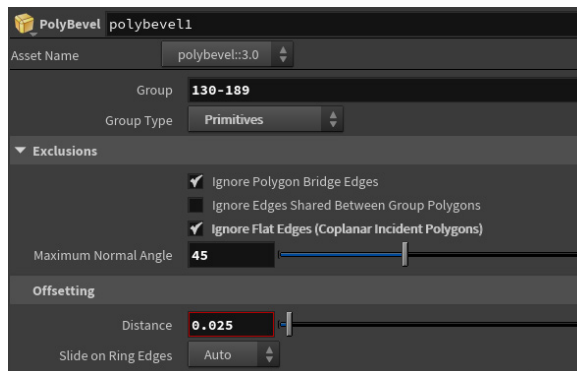 PolyBevel polybevel1
Asset Name polybevel::3.0
Group 130-189
Group Type Primitives
Exclusions
Ignore Polygon Bridge Edges
Ignore Edges Shared Between Group Polygons
Ignore Flat Edges (Coplanar Incident Polygons)
Maximum Normal Angle 45
Offsetting
Distance 0.025
Slide on Ring Edges Auto